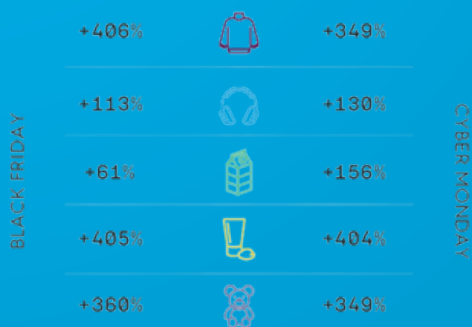 +406% +349%
+113% +130%
+61% +156%
+405% +404%
+360% +349%
BLACK FRIDAY
CYBER MONDAY